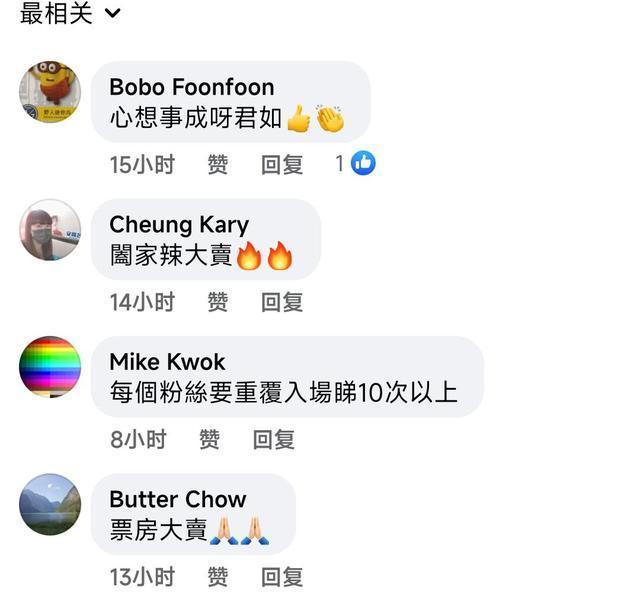 最相关
Bobo Foonfoon
心想事成呀君如👍👏
15小时 赞 回复 1
Cheung Kary
闔家辣大賣🔥🔥
14小时 赞 回复
Mike Kwok
每個粉絲要重覆入場睇10次以上
8小时 赞 回复
Butter Chow
票房大賣🙏🏻🙏🏻
13小时 赞 回复